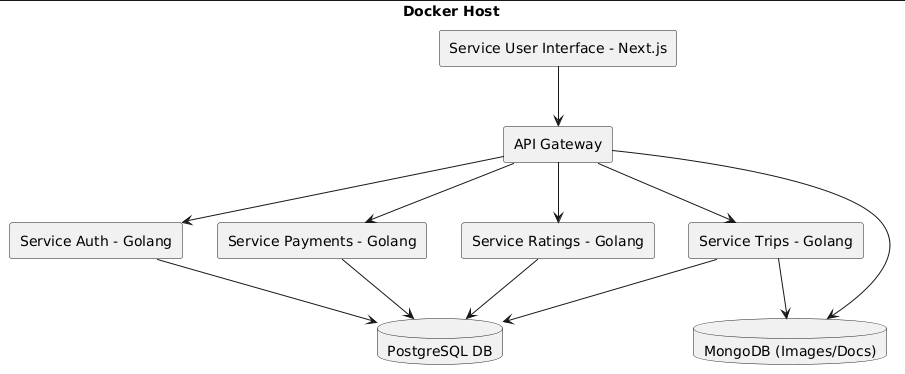 Docker Host
Service User Interface - Next.js
API Gateway
Service Auth - Golang
Service Payments - Golang
Service Ratings - Golang
Service Trips - Golang
PostgreSQL DB
MongoDB (Images/Docs)